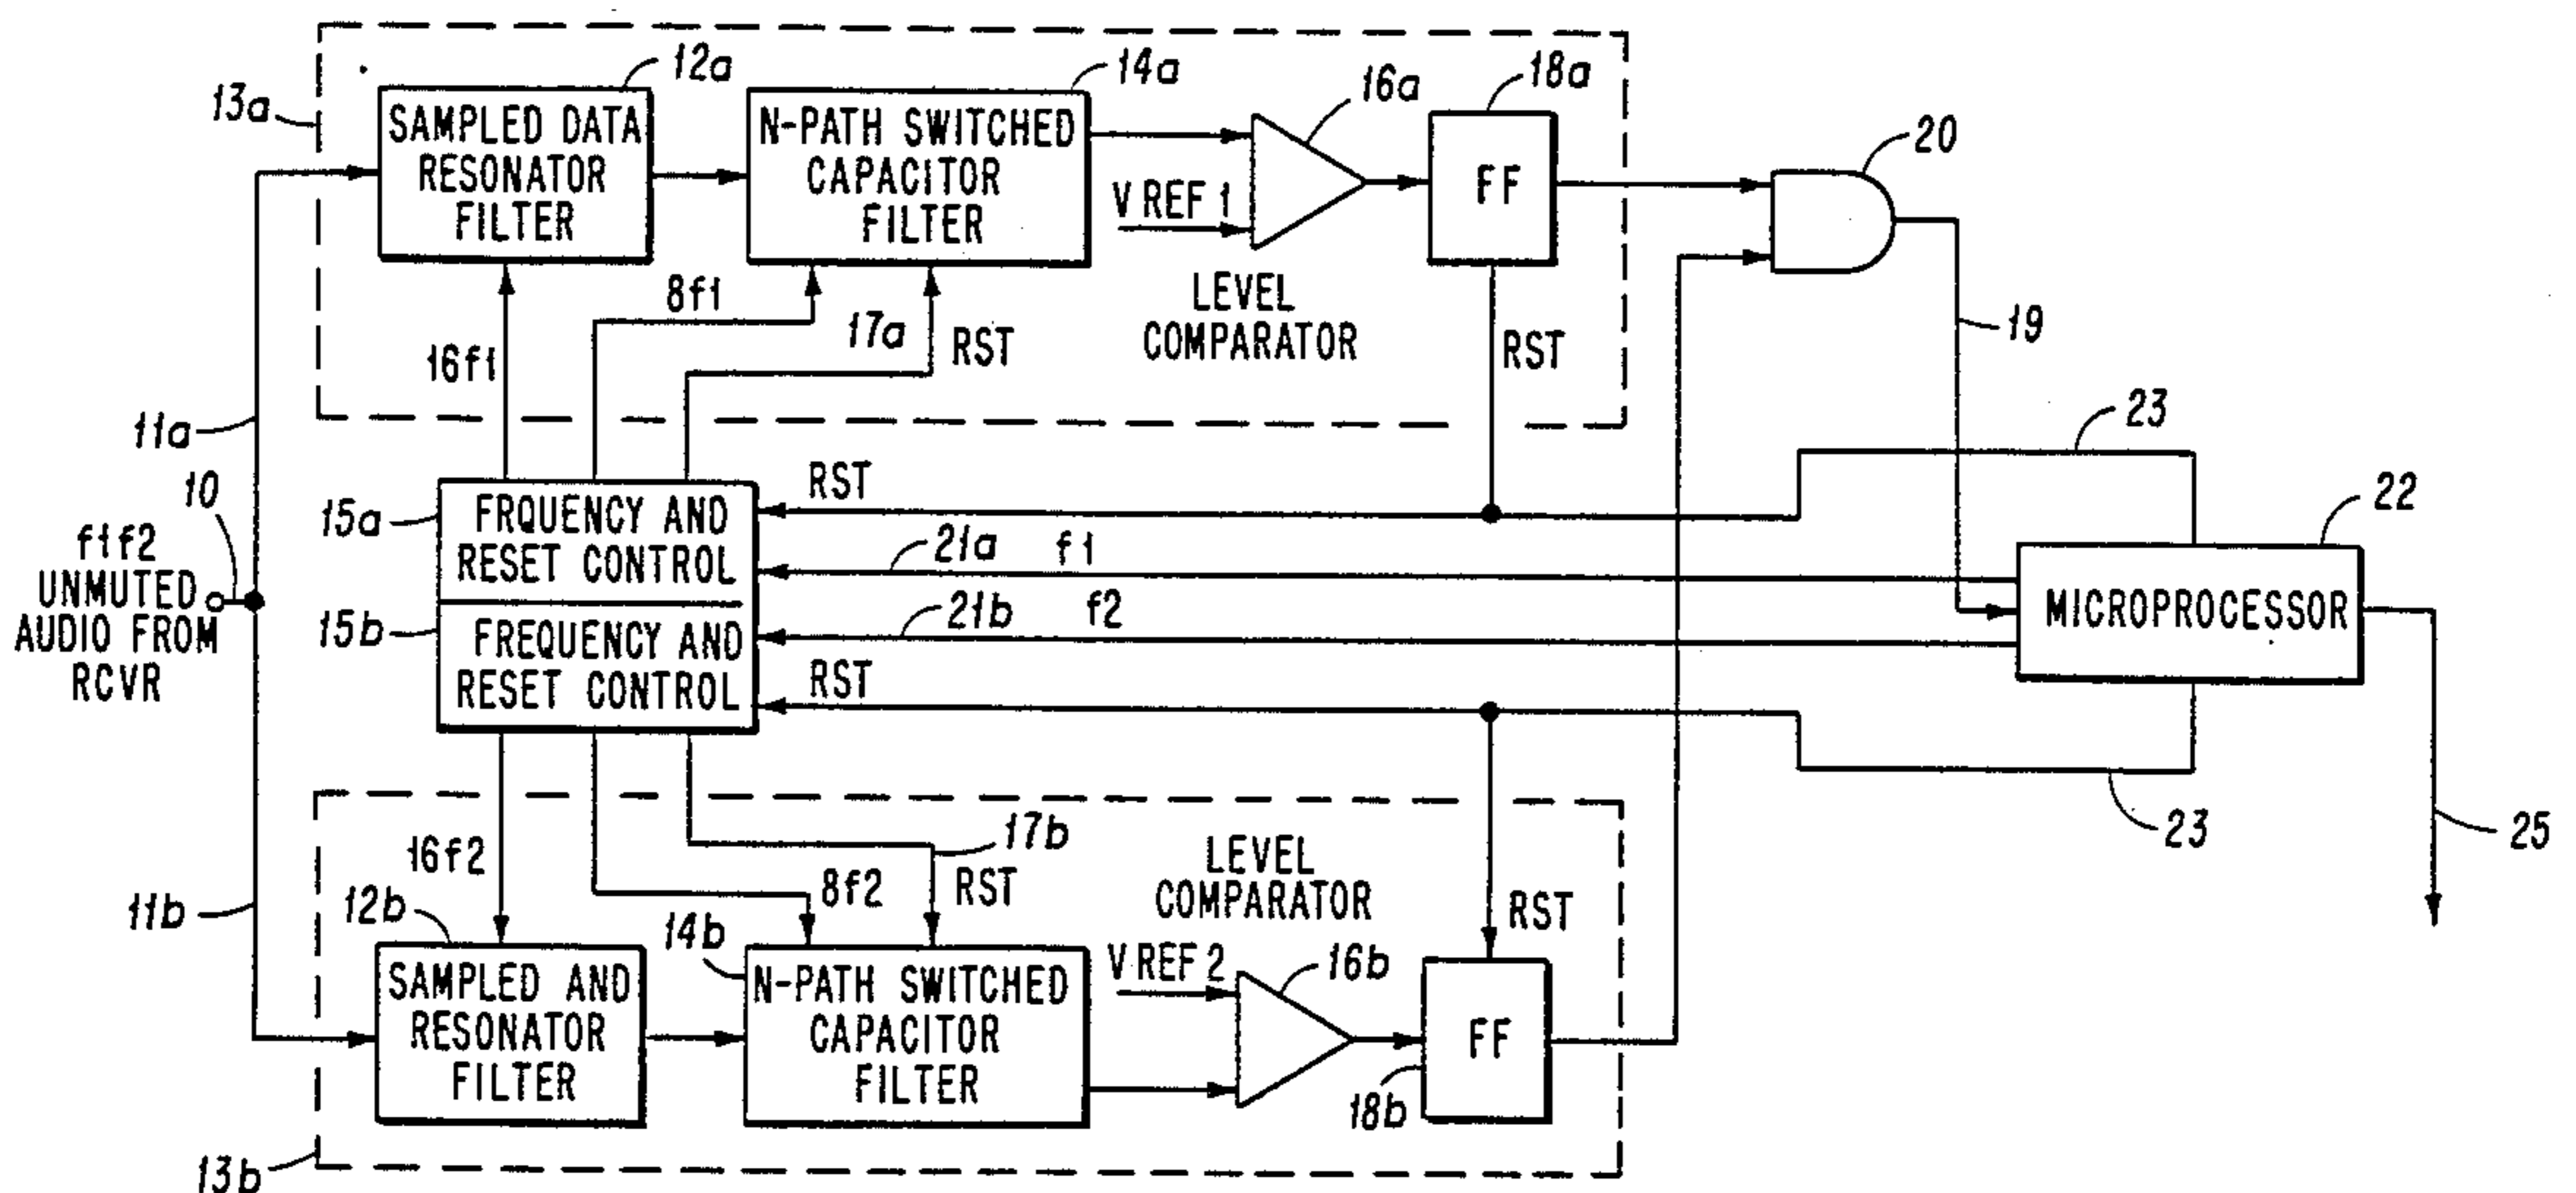 12a
14a
16a
18a
13a
SAMPLED DATA
RESONATOR
FILTER
N-PATH SWITCHED
CAPACITOR
FILTER
V REF 1
FF
20
LEVEL
COMPARATOR
8f1
17a
RST
16f1
RST
19
11a
23
10
RST
22
15a
FRQUENCY AND
RESET CONTROL
21a
f1
f1f2
UNMUTED
AUDIO FROM
RCVR
21b
f2
MICROPROCESSOR
15b
FREQUENCY AND
RESET CONTROL
RST
23
25
17b
16f2
8f2
RST
LEVEL
COMPARATOR
RST
11b
12b
14b
V REF 2
16b
SAMPLED AND
RESONATOR
FILTER
N-PATH SWITCHED
CAPACITOR
FILTER
FF
18b
13b